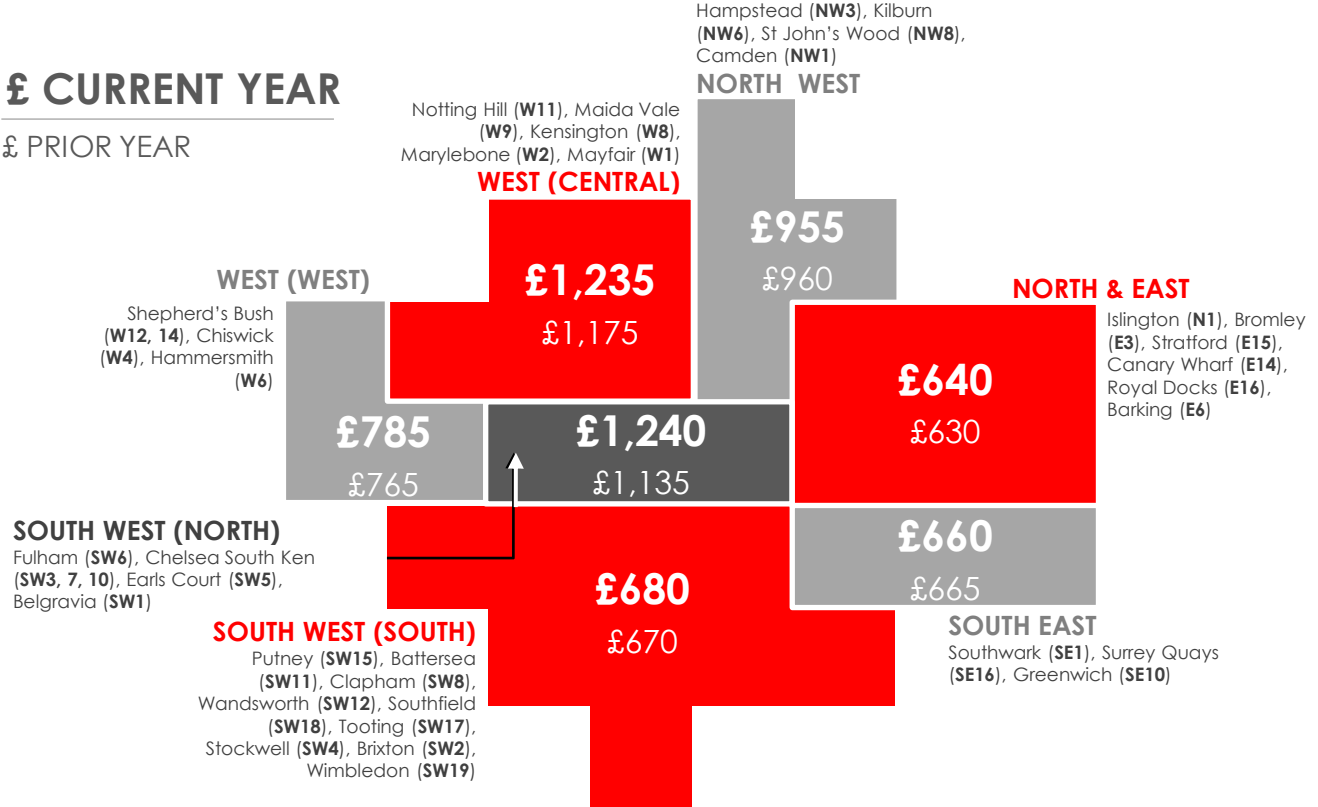 Hampstead (NW3), Kilburn
(NW6), St John’s Wood (NW8),
Camden (NW1)
NORTH WEST
£ CURRENT YEAR
£ PRIOR YEAR
Notting Hill (W11), Maida Vale
(W9), Kensington (W8),
Marylebone (W2), Mayfair (W1)
WEST (CENTRAL)
£955
£960
£1,235
£1,175
WEST (WEST)
Shepherd’s Bush
(W12, 14), Chiswick
(W4), Hammersmith
(W6)
NORTH & EAST
Islington (N1), Bromley
(E3), Stratford (E15),
Canary Wharf (E14),
Royal Docks (E16),
Barking (E6)
£640
£630
£785
£765
£1,240
£1,135
SOUTH WEST (NORTH)
Fulham (SW6), Chelsea South Ken
(SW3, 7, 10), Earls Court (SW5),
Belgravia (SW1)
£660
£665
£680
£670
SOUTH WEST (SOUTH)
Putney (SW15), Battersea
(SW11), Clapham (SW8),
Wandsworth (SW12), Southfield
(SW18), Tooting (SW17),
Stockwell (SW4), Brixton (SW2),
Wimbledon (SW19)
SOUTH EAST
Southwark (SE1), Surrey Quays
(SE16), Greenwich (SE10)